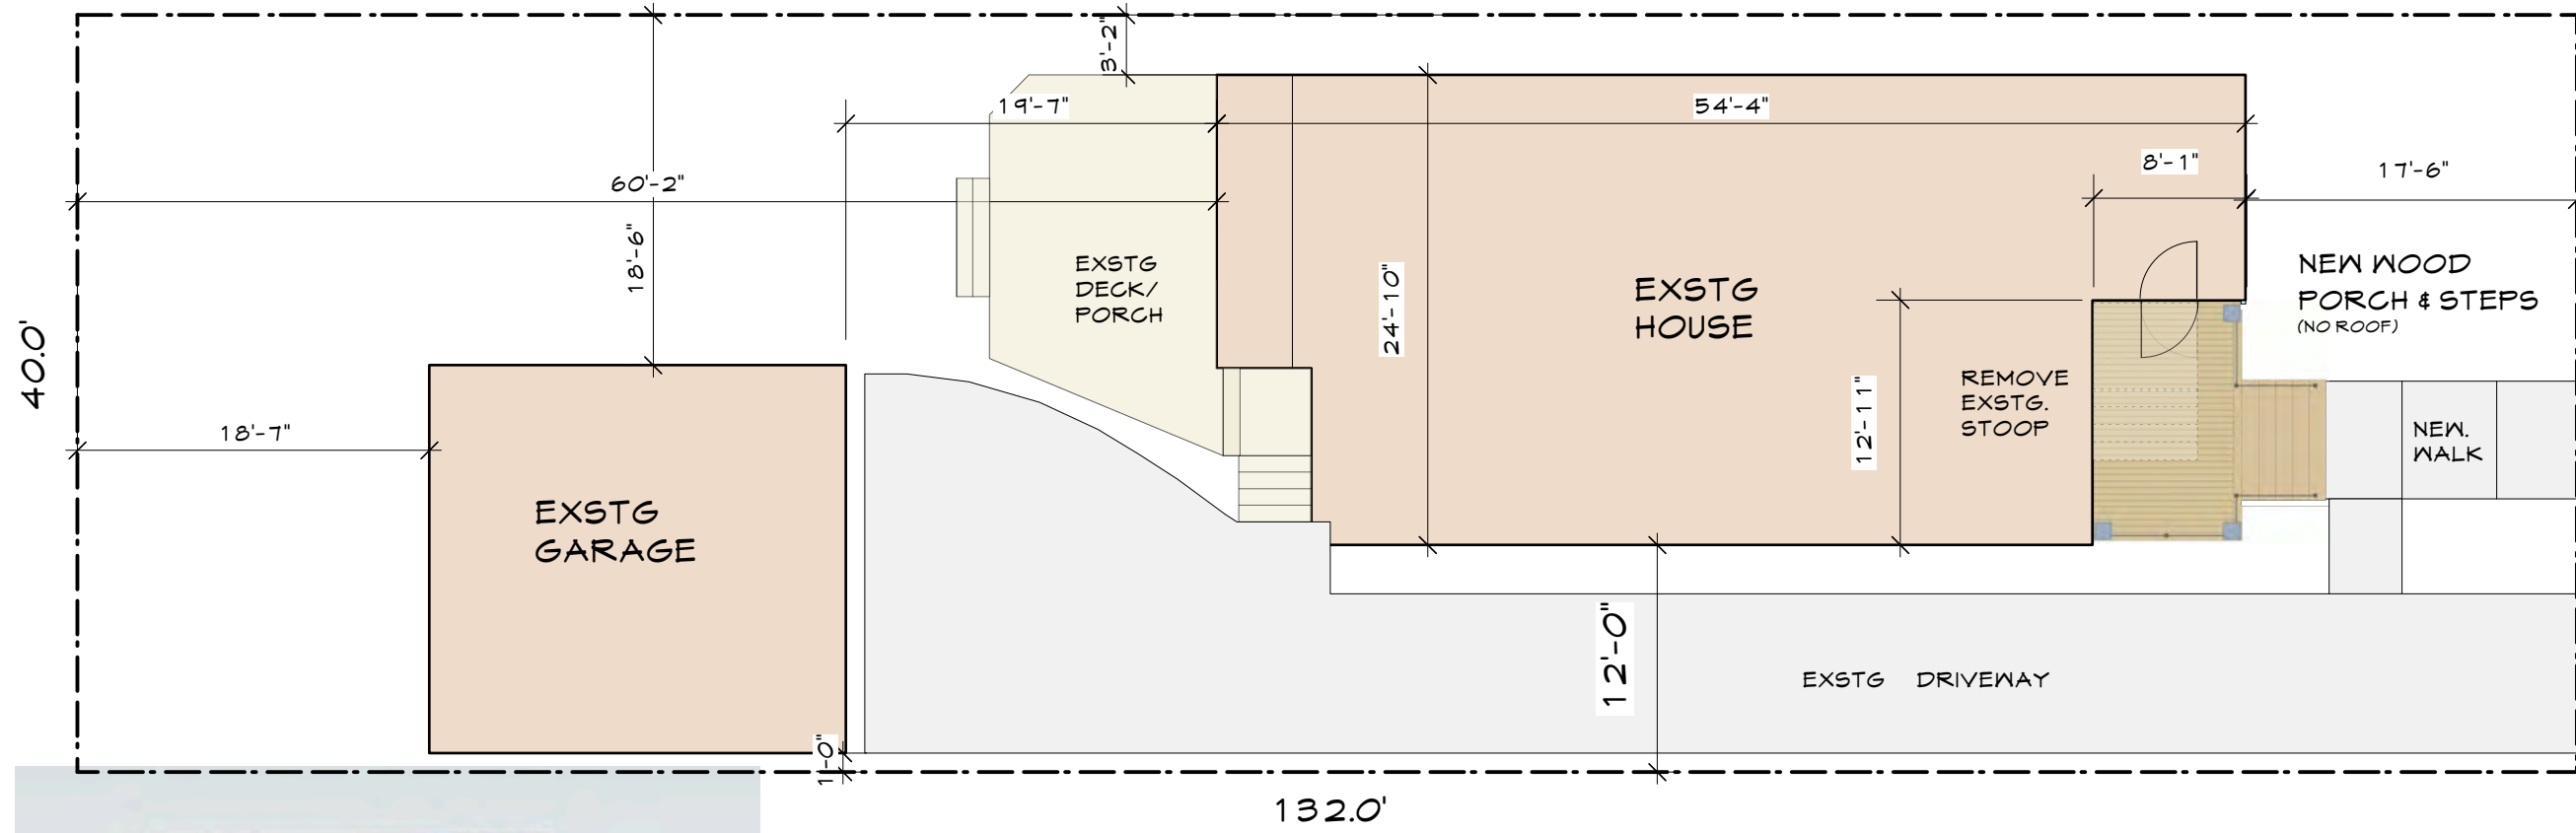 3'-2"
19'-7"
54'-4"
8'-1"
17'-6"
60'-2"
18'-6"
EXSTG
DECK/
PORCH
24'-10"
EXSTG
HOUSE
NEW WOOD
PORCH & STEPS
(NO ROOF)
40.0'
12'-11"
REMOVE
EXSTG.
STOOP
18'-7"
NEW.
WALK
EXSTG
GARAGE
12'-0"
EXSTG DRIVEWAY
1'-0"
132.0'